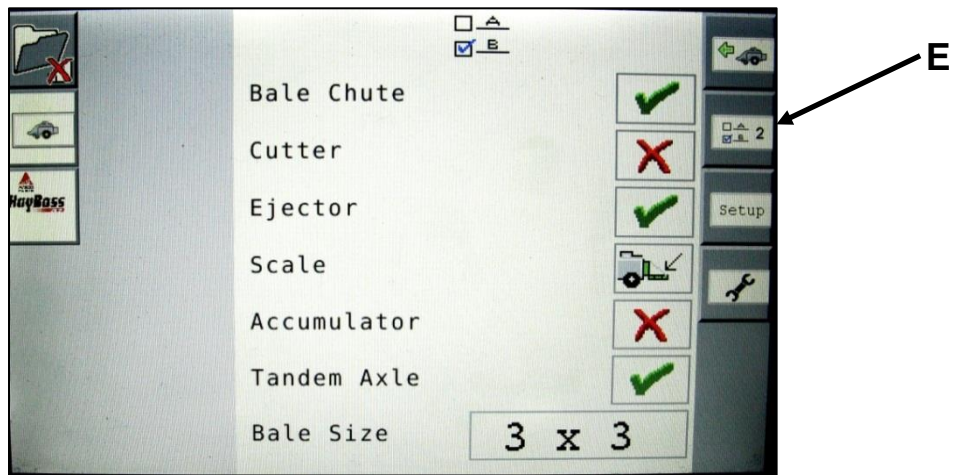 A
B
E
Bale Chute
2
Cutter
HayBoss
Ejector
Setup
Scale
Accumulator
Tandem Axle
Bale Size
3 x 3